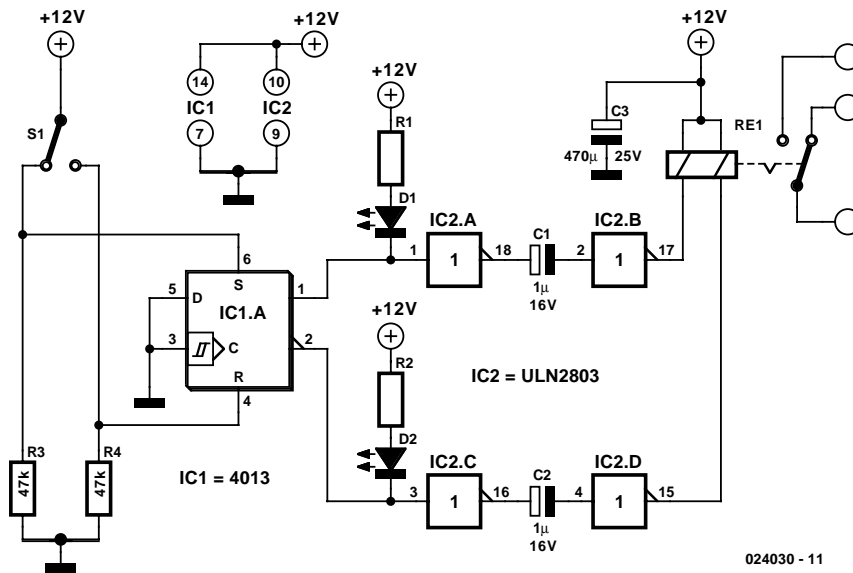 +12V
S1
+12V
14
10
IC1
IC2
7
9
+12V
R1
D1
+12V
C3
470µ
25V
RE1
6
S
5
D
IC1.A
3
C
R
4
1
2
1
IC2.A
1
18
C1
1µ
16V
2
IC2.B
1
17
+12V
R2
D2
IC2 = ULN2803
R3
47k
R4
47k
IC1 = 4013
3
IC2.C
1
16
C2
1µ
16V
4
IC2.D
1
15
024030 - 11